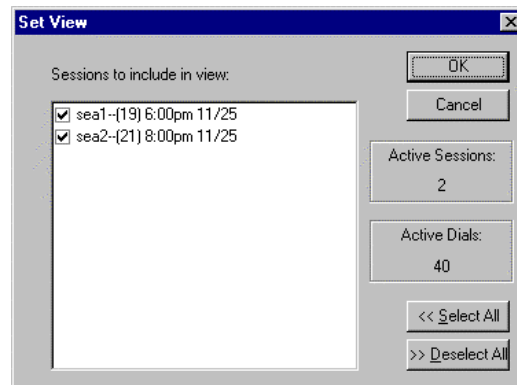 Set View
Sessions to include in view:
sea1--(19) 6:00pm 11/25
sea2--(21) 8:00pm 11/25
OK
Cancel
Active Sessions:
2
Active Dials:
40
<< Select All
>> Deselect All